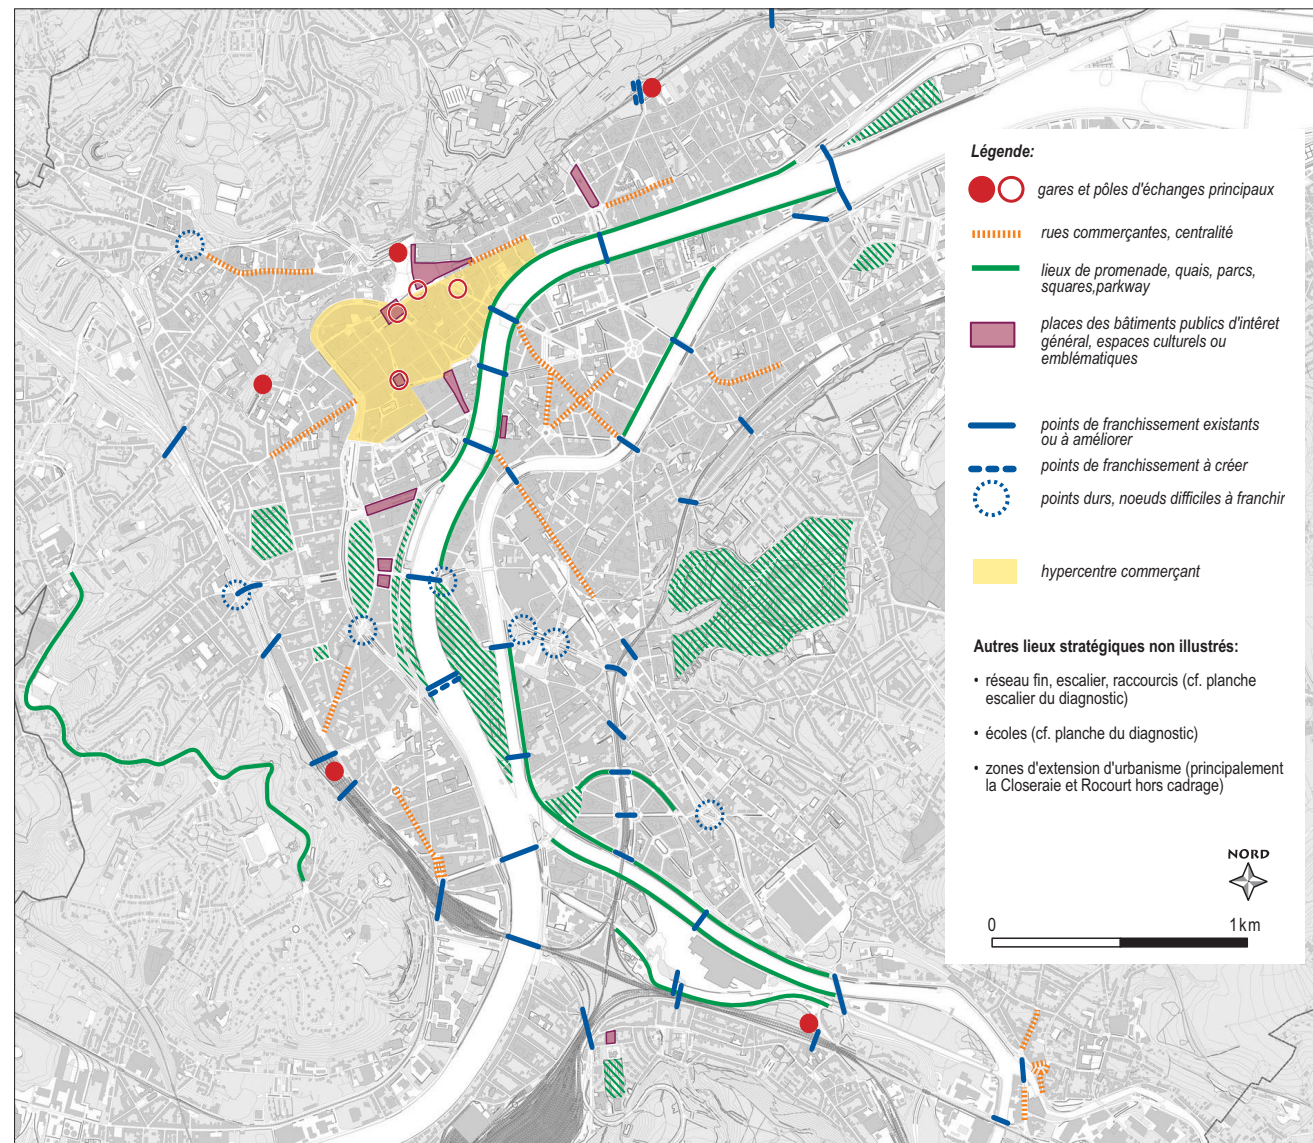 Légende:
gares et pôles d'échanges principaux
rues commerçantes, centralité
lieux de promenade, quais, parcs,
squares,parkway
places des bâtiments publics d'intêret
général, espaces culturels ou
emblématiques
points de franchissement existants
ou à améliorer
points de franchissement à créer
points durs, noeuds difficiles à franchir
hypercentre commerçant
Autres lieux stratégiques non illustrés:
• réseau fin, escalier, raccourcis (cf. planche
escalier du diagnostic)
• écoles (cf. planche du diagnostic)
• zones d'extension d'urbanisme (principalement
la Closeraie et Rocourt hors cadrage)
NORD
0 1km